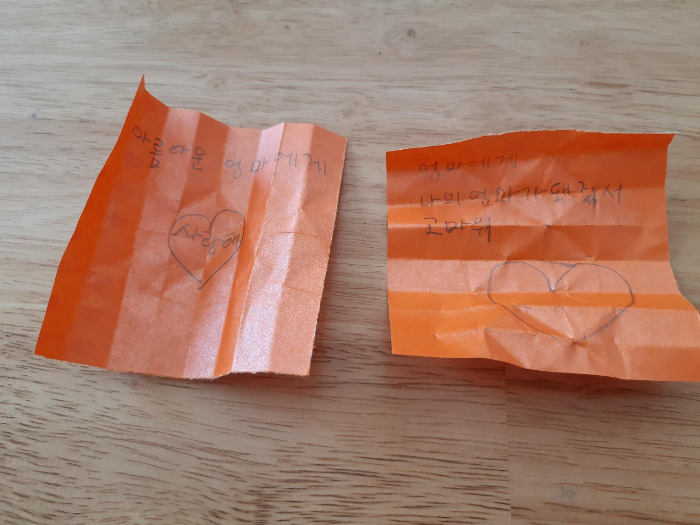 아름다운 엄마에게
사랑해
엄마에게
나의 엄마가 돼줘서
고마워